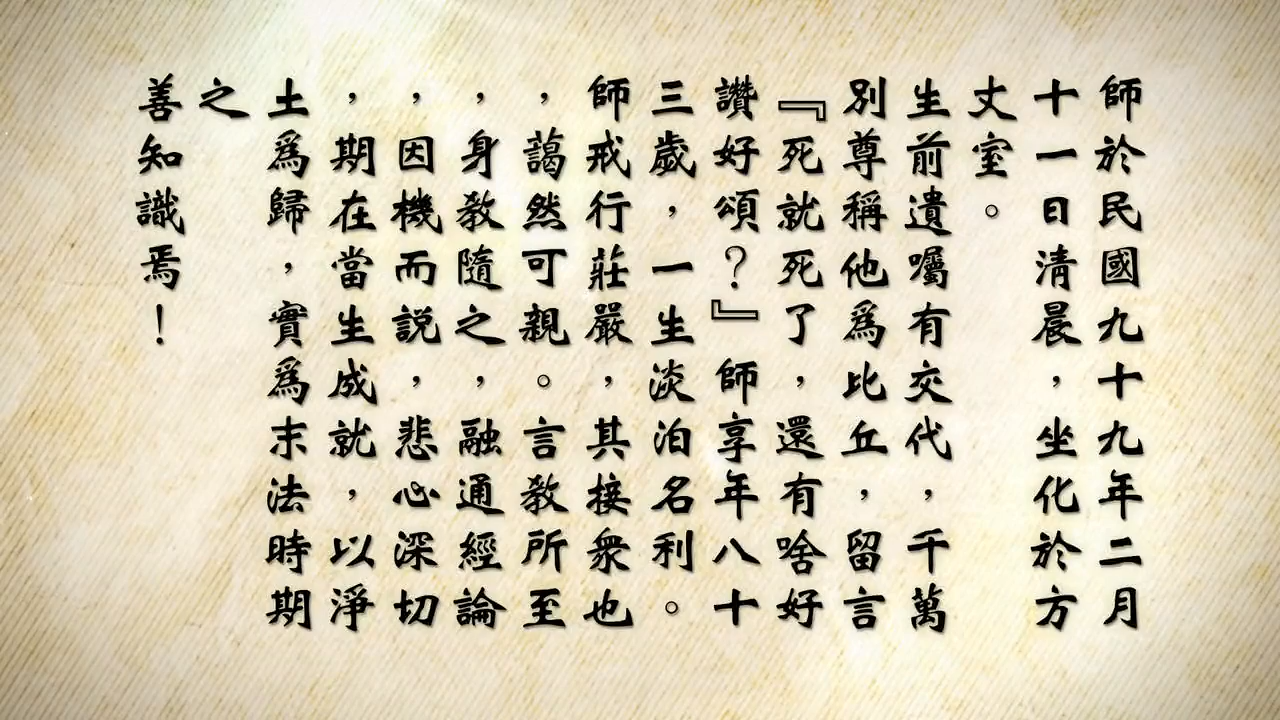 師於民國九十九年二月
十一日清晨，坐化於方
丈室。
生前遺囑有交代，千萬
別尊稱他爲比丘，留言
『死就死了，還有啥好
讚好頌？』師享年八十
三歲，一生淡泊名利。
師戒行莊嚴，其接衆也
，藹然可親。言教所至
，身教隨之，融通經論
，因機而説，悲心深切
，期在當生成就，以淨
土爲歸，實爲末法時期
之
善知識焉！